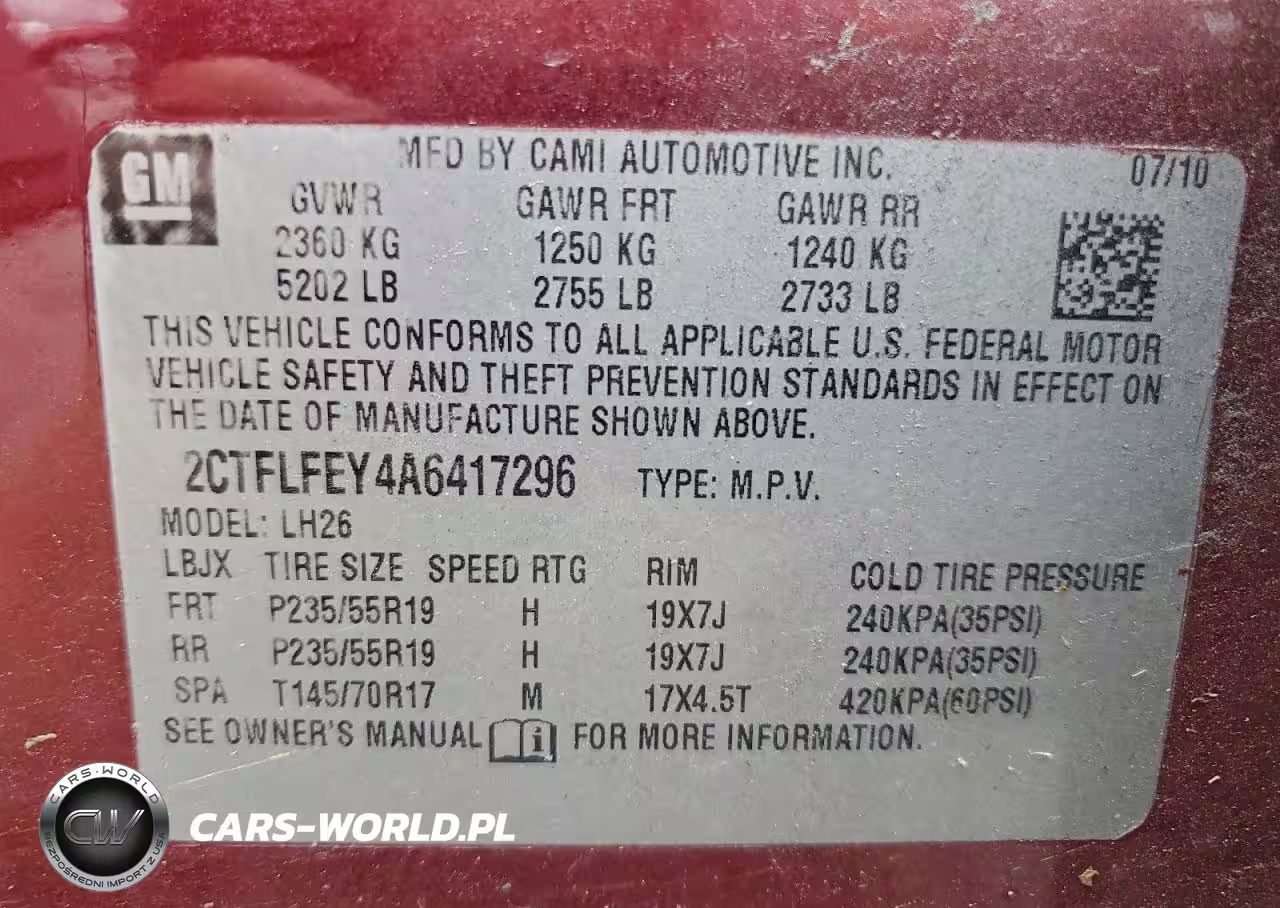 GM
MFD BY CAMI AUTOMOTIVE INC.
07/10
GVWR GAWR FRT GAWR RR
2360 KG 1250 KG 1240 KG
5202 LB 2755 LB 2733 LB
THIS VEHICLE CONFORMS TO ALL APPLICABLE U.S. FEDERAL MOTOR
VEHICLE SAFETY AND THEFT PREVENTION STANDARDS IN EFFECT ON
THE DATE OF MANUFACTURE SHOWN ABOVE.
2CTFLFEY4A6417296 TYPE: M.P.V.
MODEL: LH26
LBJX TIRE SIZE SPEED RTG RIM COLD TIRE PRESSURE
FRT P235/55R19 H 19X7J 240KPA(35PSI)
RR P235/55R19 H 19X7J 240KPA(35PSI)
SPA T145/70R17 M 17X4.5T 420KPA(60PSI)
SEE OWNER'S MANUAL i FOR MORE INFORMATION.
CARS-WORLD
CW
BEZPOŚREDNI IMPORT Z USA
CARS-WORLD.PL